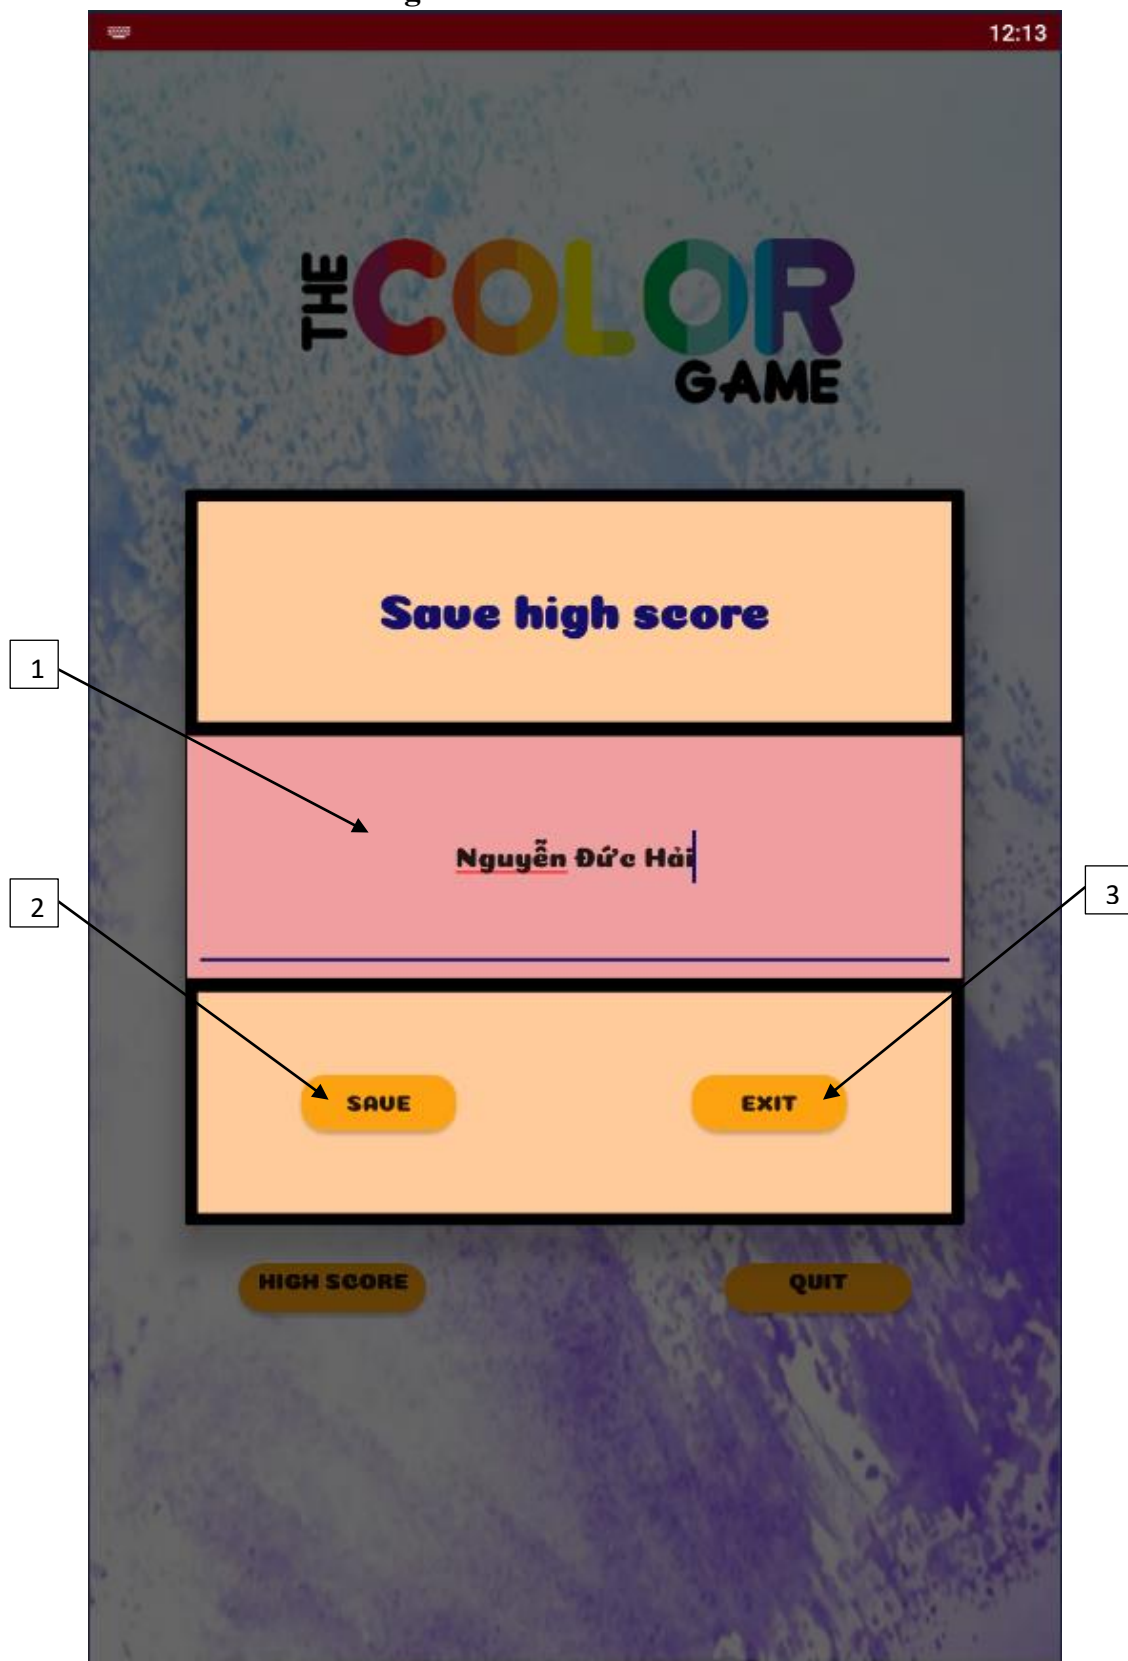 12:13
THE COLOR
GAME
Save high score
1
Nguyễn Đức Hải
2
3
SAVE
EXIT
HIGH SCORE
QUIT